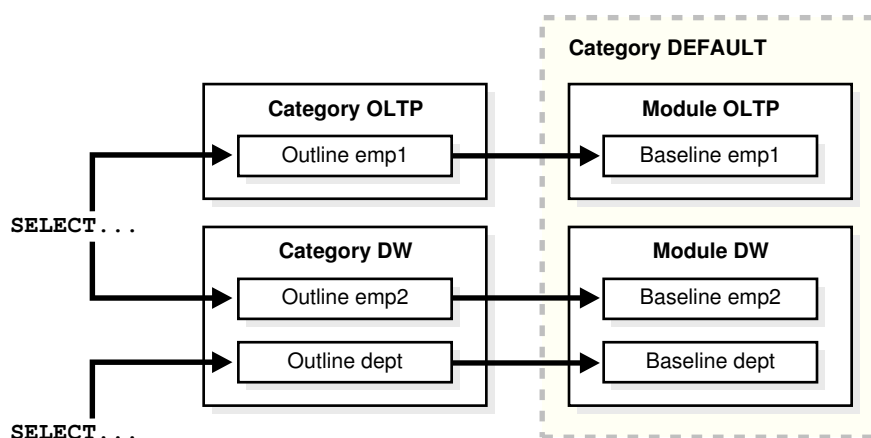 Category DEFAULT
Category OLTP
Module OLTP
Outline emp1
Baseline emp1
SELECT...
Category DW
Module DW
Outline emp2
Baseline emp2
Outline dept
Baseline dept
SELECT...